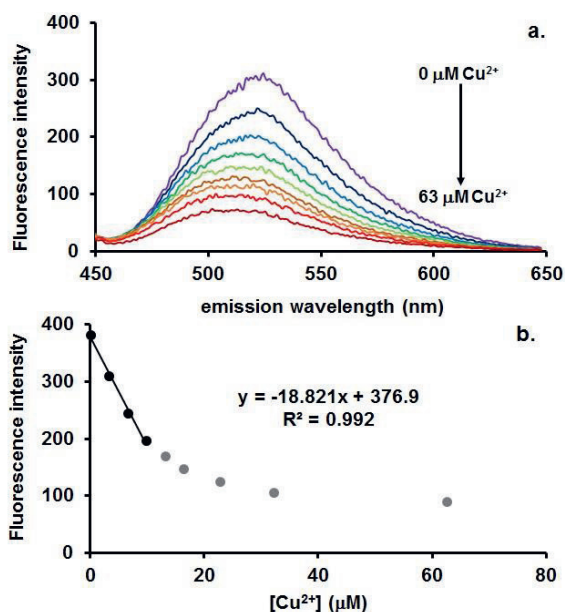 400
a.
300
0 μM Cu²⁺
200
100
63 μM Cu²⁺
0
450 500 550 600 650
Fluorescence intensity
emission wavelength (nm)
400
b.
300
y = -18.821x + 376.9
R² = 0.992
200
100
0
0 20 40 60 80
Fluorescence intensity
[Cu²⁺] (μM)